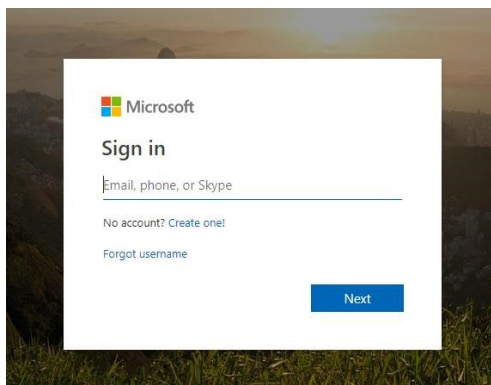 Microsoft
Sign in
Email, phone, or Skype
No account? Create one!
Forgot username
Next